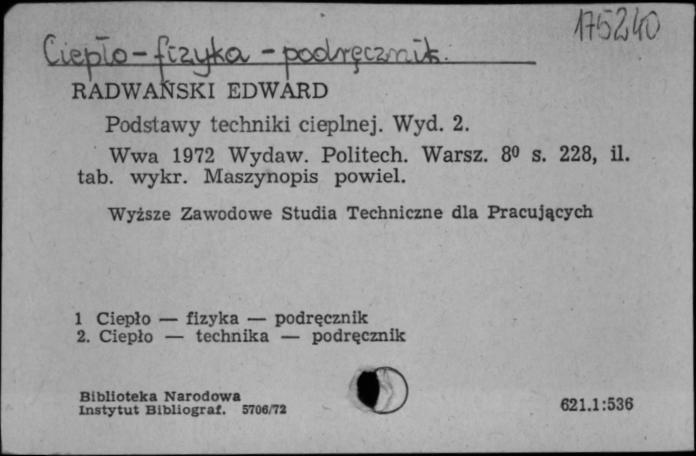 175240
Ciepło - fizyka - podręcznik.
RADWAŃSKI EDWARD
Podstawy techniki cieplnej. Wyd. 2.
Wwa 1972 Wydaw. Politech. Warsz. 8⁰ s. 228, il.
tab. wykr. Maszynopis powiel.
Wyższe Zawodowe Studia Techniczne dla Pracujących
1 Ciepło — fizyka — podręcznik
2. Ciepło — technika — podręcznik
Biblioteka Narodowa
Instytut Bibliograf. 5706/72
621.1:536